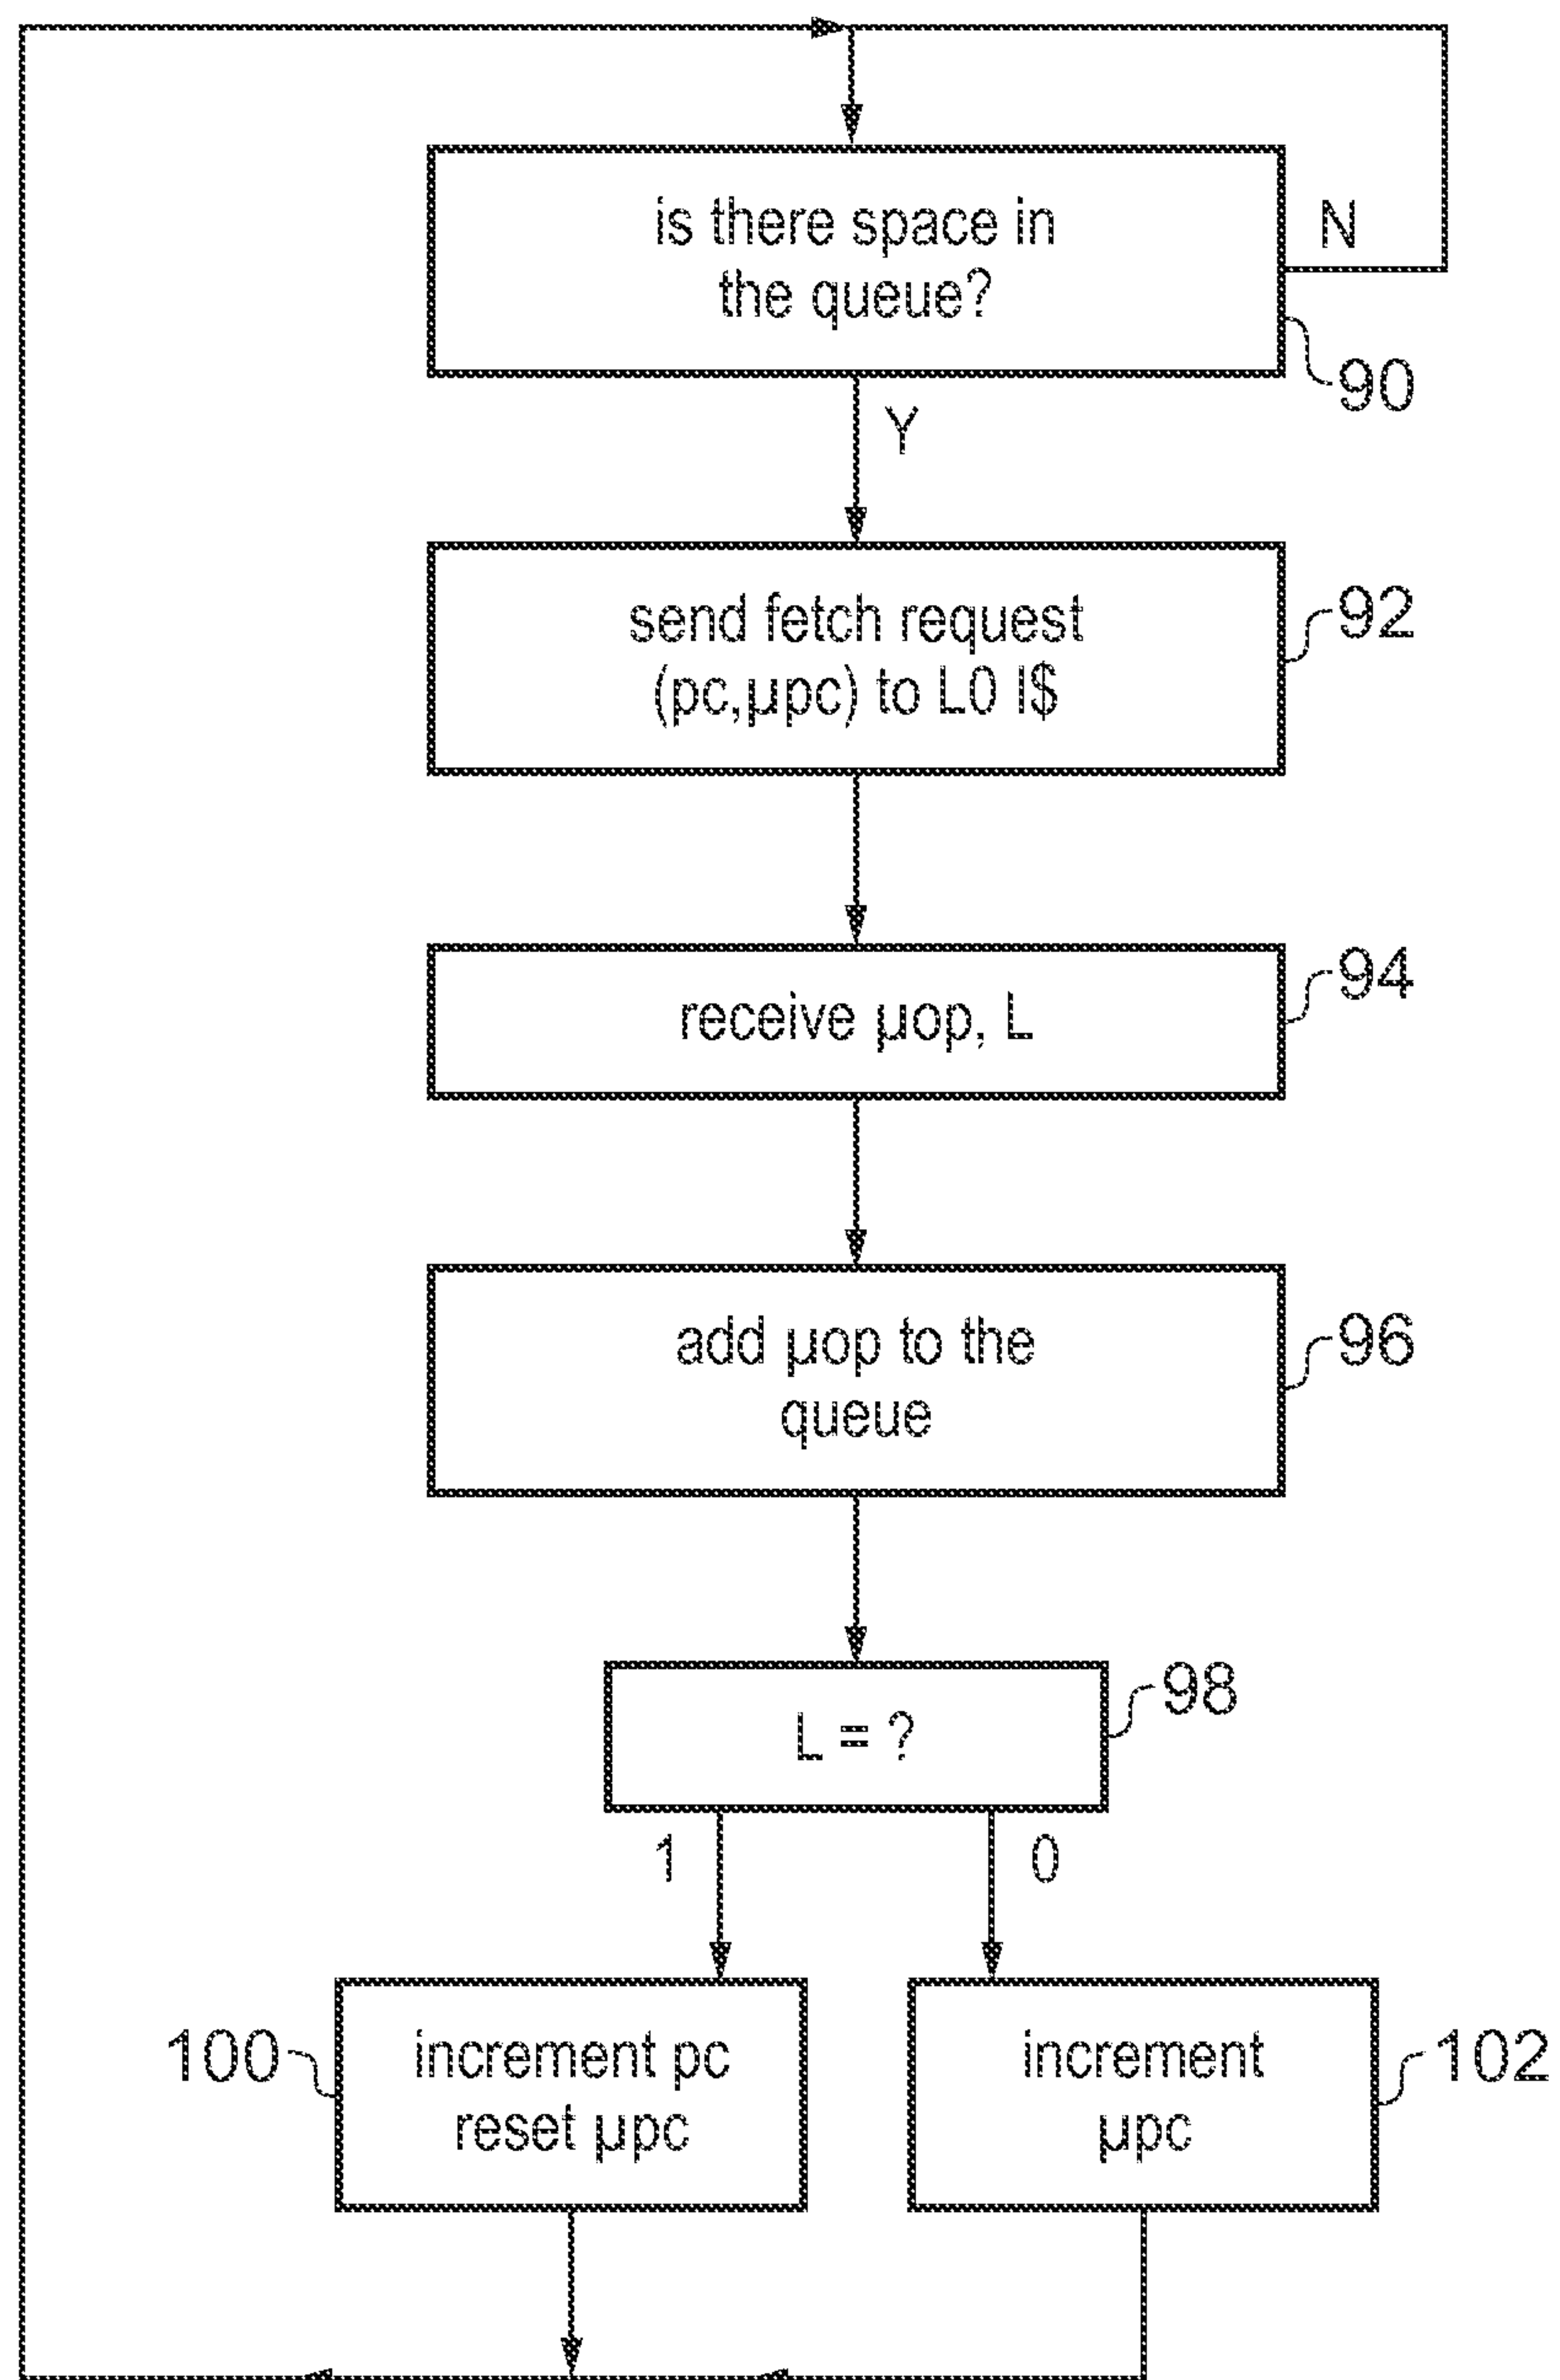 is there space in
the queue?
N
90
Y
send fetch request
(pc,µpc) to L0 I$
92
receive µop, L
94
add µop to the
queue
96
L = ?
98
1
0
100
increment pc
reset µpc
increment
µpc
102